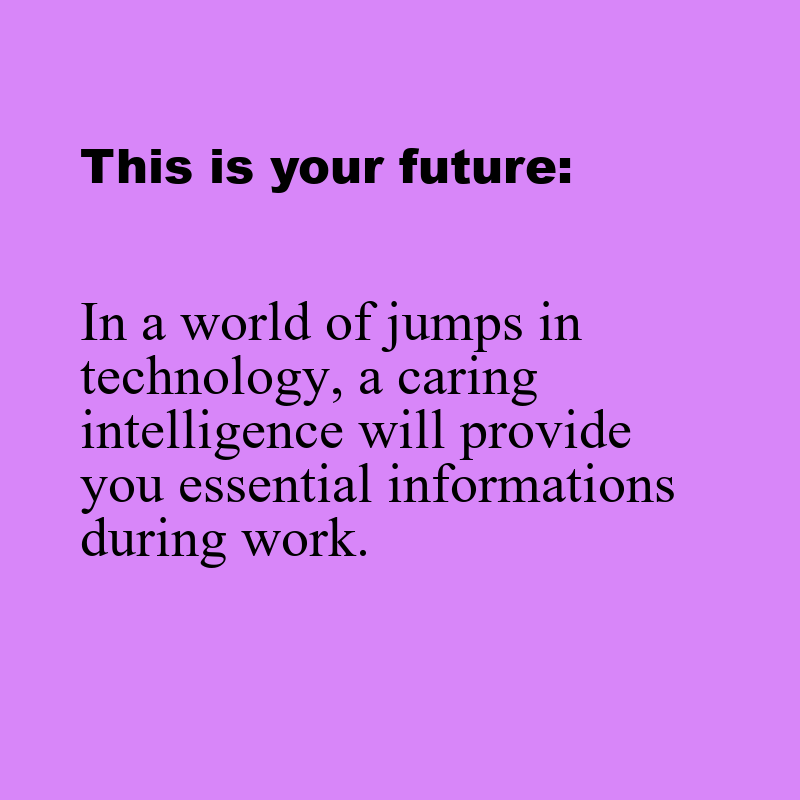 This is your future:
In a world of jumps in
technology, a caring
intelligence will provide
you essential informations
during work.